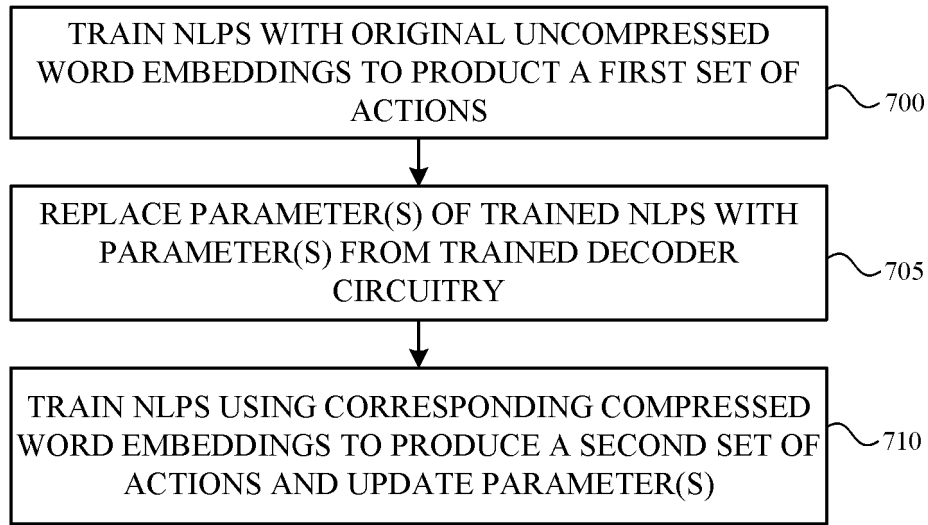 TRAIN NLPS WITH ORIGINAL UNCOMPRESSED
WORD EMBEDDINGS TO PRODUCT A FIRST SET OF
ACTIONS
700
REPLACE PARAMETER(S) OF TRAINED NLPS WITH
PARAMETER(S) FROM TRAINED DECODER
CIRCUITRY
705
TRAIN NLPS USING CORRESPONDING COMPRESSED
WORD EMBEDDINGS TO PRODUCE A SECOND SET OF
ACTIONS AND UPDATE PARAMETER(S)
710